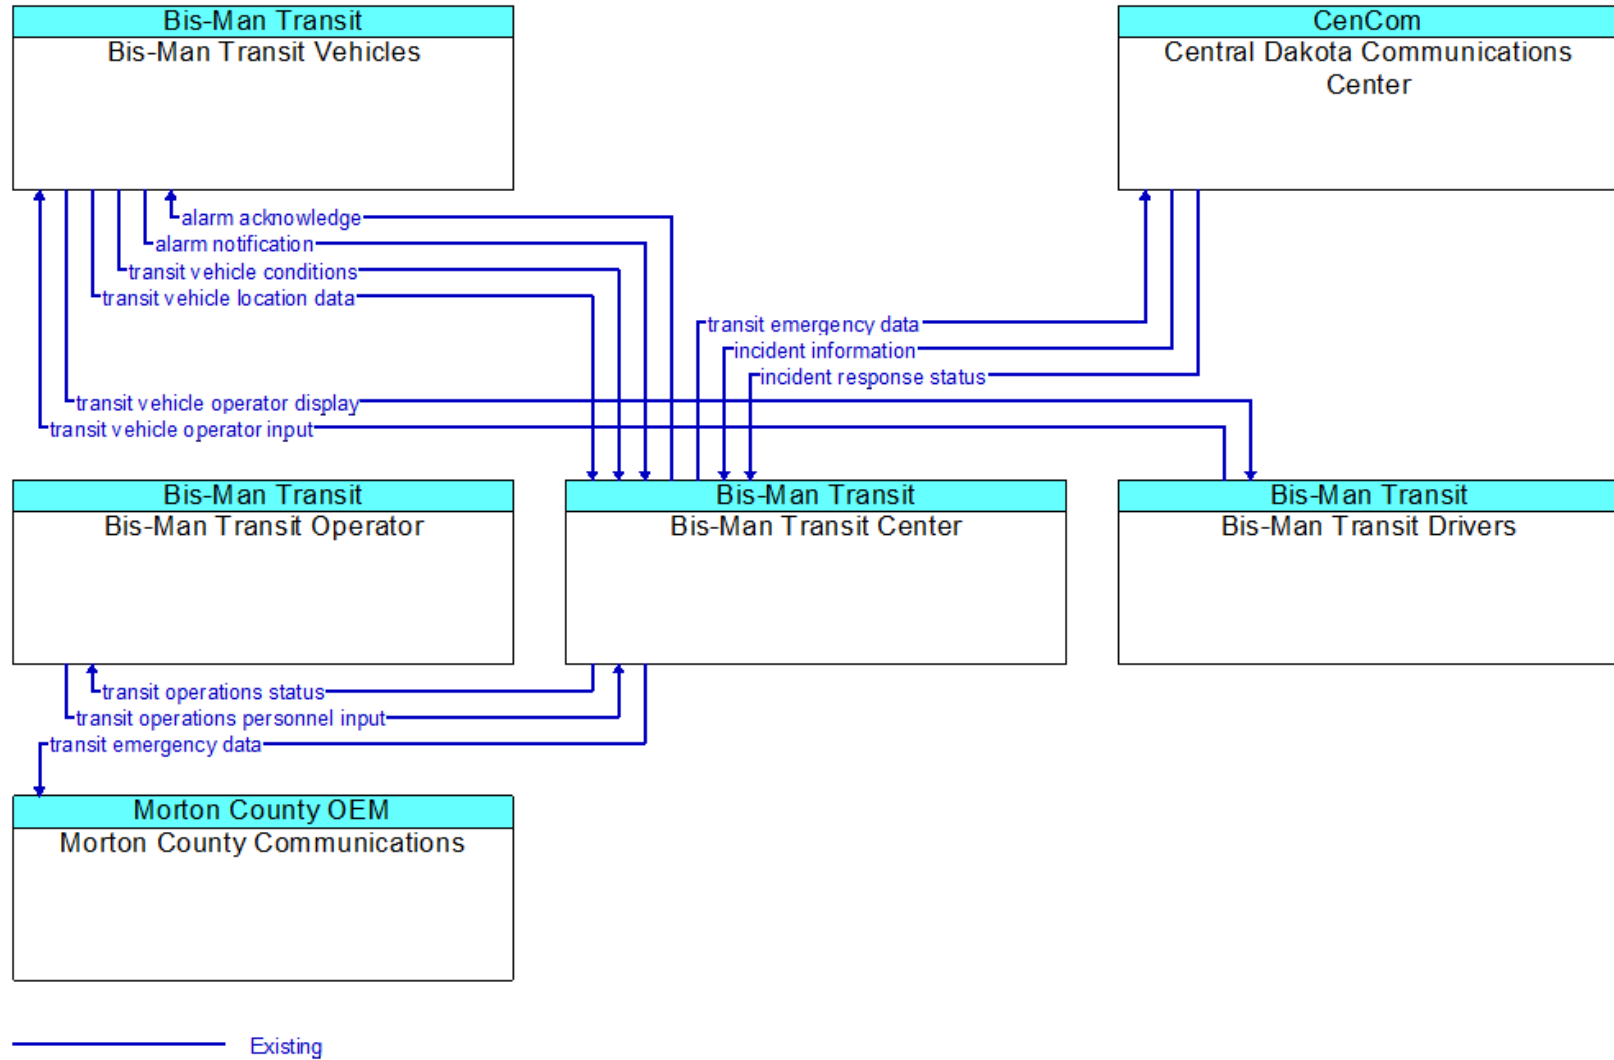 Bis-Man Transit
Bis-Man Transit Vehicles
CenCom
Central Dakota Communications
Center
alarm acknowledge
alarm notification
transit vehicle conditions
transit vehicle location data
transit emergency data
incident information
incident response status
transit vehicle operator display
transit vehicle operator input
Bis-Man Transit
Bis-Man Transit Operator
Bis-Man Transit
Bis-Man Transit Center
Bis-Man Transit
Bis-Man Transit Drivers
transit operations status
transit operations personnel input
transit emergency data
Morton County OEM
Morton County Communications
Existing